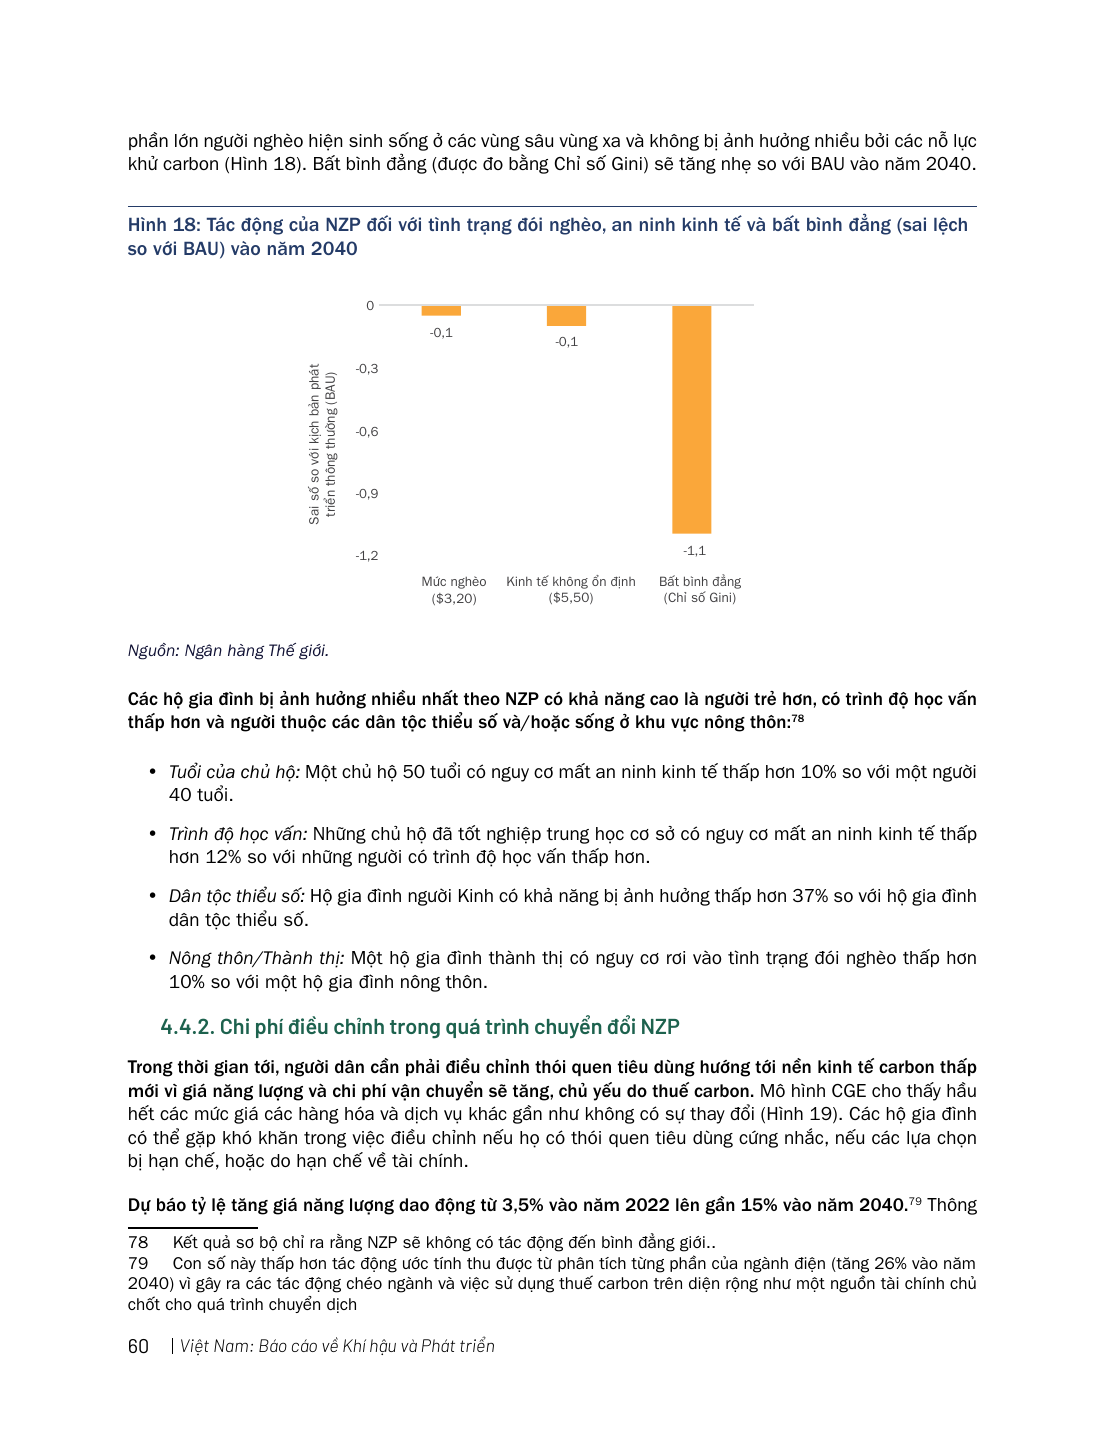 phần lớn người nghèo hiện sinh sống ở các vùng sâu vùng xa và không bị ảnh hưởng nhiều bởi các nỗ lực
khử carbon (Hình 18). Bất bình đẳng (được đo bằng Chỉ số Gini) sẽ tăng nhẹ so với BAU vào năm 2040.
Hình 18: Tác động của NZP đối với tình trạng đói nghèo, an ninh kinh tế và bất bình đẳng (sai lệch
so với BAU) vào năm 2040
0
-0,3
-0,6
-0,9
-1,2
Sai số so với kịch bản phát
triển thông thường (BAU)
-0,1
-0,1
-1,1
Mức nghèo
($3,20)
Kinh tế không ổn định
($5,50)
Bất bình đẳng
(Chỉ số Gini)
Nguồn: Ngân hàng Thế giới.
Các hộ gia đình bị ảnh hưởng nhiều nhất theo NZP có khả năng cao là người trẻ hơn, có trình độ học vấn
thấp hơn và người thuộc các dân tộc thiểu số và/hoặc sống ở khu vực nông thôn:78
• Tuổi của chủ hộ: Một chủ hộ 50 tuổi có nguy cơ mất an ninh kinh tế thấp hơn 10% so với một người
40 tuổi.
• Trình độ học vấn: Những chủ hộ đã tốt nghiệp trung học cơ sở có nguy cơ mất an ninh kinh tế thấp
hơn 12% so với những người có trình độ học vấn thấp hơn.
• Dân tộc thiểu số: Hộ gia đình người Kinh có khả năng bị ảnh hưởng thấp hơn 37% so với hộ gia đình
dân tộc thiểu số.
• Nông thôn/Thành thị: Một hộ gia đình thành thị có nguy cơ rơi vào tình trạng đói nghèo thấp hơn
10% so với một hộ gia đình nông thôn.
4.4.2. Chi phí điều chỉnh trong quá trình chuyển đổi NZP
Trong thời gian tới, người dân cần phải điều chỉnh thói quen tiêu dùng hướng tới nền kinh tế carbon thấp
mới vì giá năng lượng và chi phí vận chuyển sẽ tăng, chủ yếu do thuế carbon. Mô hình CGE cho thấy hầu
hết các mức giá các hàng hóa và dịch vụ khác gần như không có sự thay đổi (Hình 19). Các hộ gia đình
có thể gặp khó khăn trong việc điều chỉnh nếu họ có thói quen tiêu dùng cứng nhắc, nếu các lựa chọn
bị hạn chế, hoặc do hạn chế về tài chính.
Dự báo tỷ lệ tăng giá năng lượng dao động từ 3,5% vào năm 2022 lên gần 15% vào năm 2040.79 Thông
78 Kết quả sơ bộ chỉ ra rằng NZP sẽ không có tác động đến bình đẳng giới..
79 Con số này thấp hơn tác động ước tính thu được từ phân tích từng phần của ngành điện (tăng 26% vào năm
2040) vì gây ra các tác động chéo ngành và việc sử dụng thuế carbon trên diện rộng như một nguồn tài chính chủ
chốt cho quá trình chuyển dịch
60 | Việt Nam: Báo cáo về Khí hậu và Phát triển